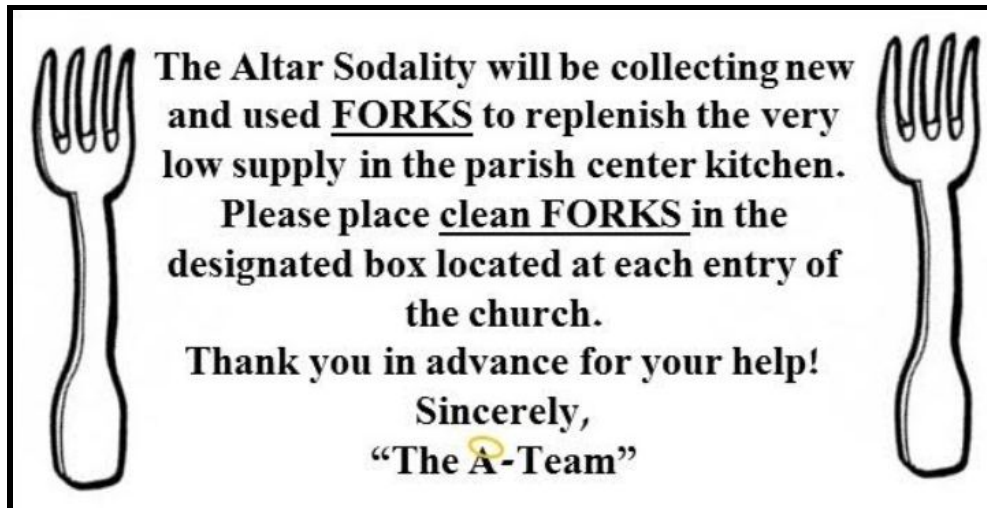 The Altar Sodality will be collecting new
and used FORKS to replenish the very
low supply in the parish center kitchen.
Please place clean FORKS in the
designated box located at each entry of
the church.
Thank you in advance for your help!
Sincerely,
“The A-Team”